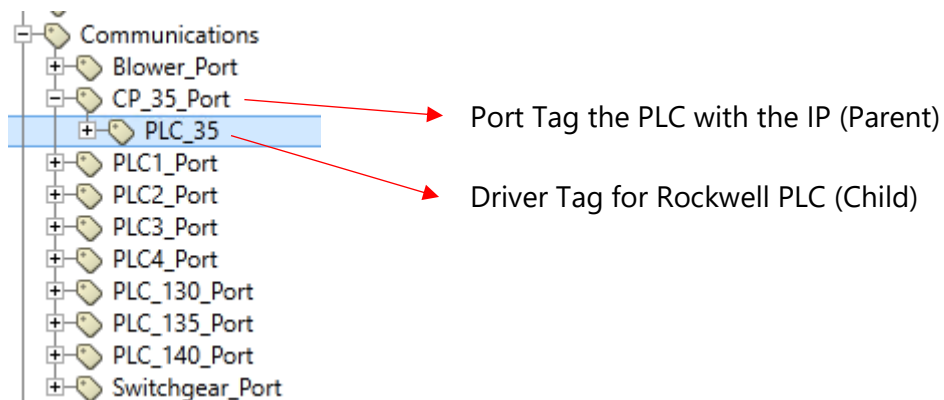 Communications
Blower_Port
CP_35_Port
Port Tag the PLC with the IP (Parent)
PLC_35
PLC1_Port
Driver Tag for Rockwell PLC (Child)
PLC2_Port
PLC3_Port
PLC4_Port
PLC_130_Port
PLC_135_Port
PLC_140_Port
Switchgear_Port